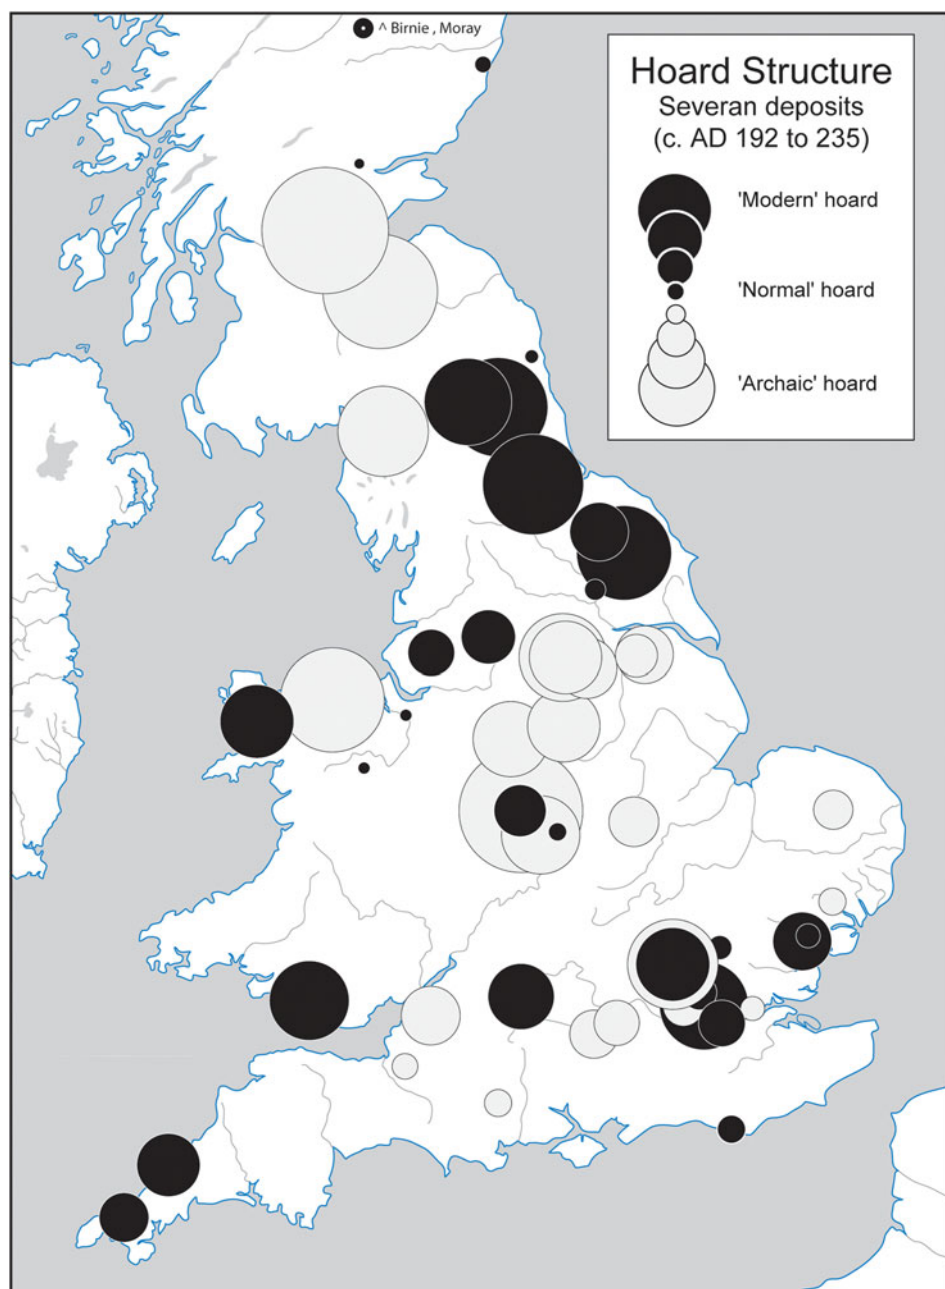 ^ Birnie , Moray
Hoard Structure
Severan deposits
(c. AD 192 to 235)
'Modern' hoard
'Normal' hoard
'Archaic' hoard